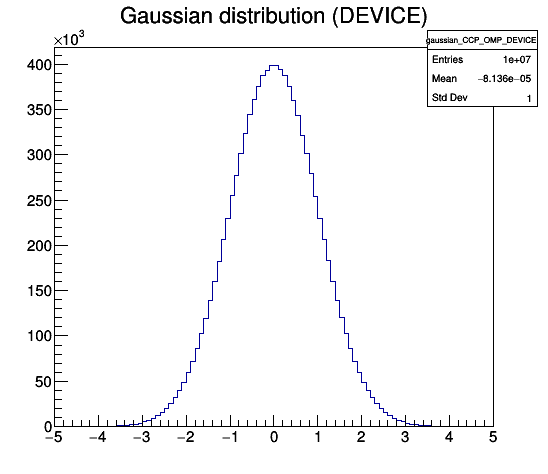 Gaussian distribution (DEVICE)
×10³
gaussian_CCP_OMP_DEVICE
Entries 1e+07
Mean −8.136e−05
Std Dev 1
400
350
300
250
200
150
100
50
0
−5 −4 −3 −2 −1 0 1 2 3 4 5